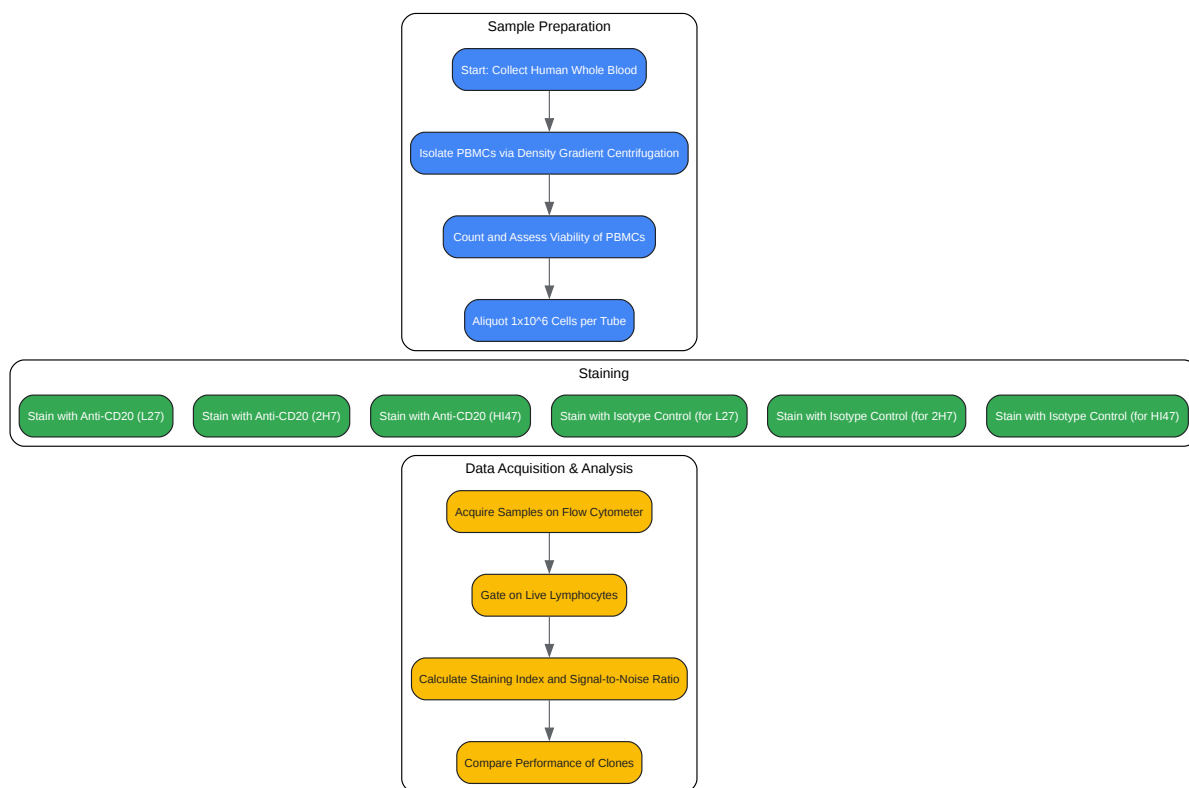 Sample Preparation
Start: Collect Human Whole Blood
Isolate PBMCs via Density Gradient Centrifugation
Count and Assess Viability of PBMCs
Aliquot 1x10^6 Cells per Tube
Staining
Stain with Anti-CD20 (L27)
Stain with Anti-CD20 (2H7)
Stain with Anti-CD20 (HI47)
Stain with Isotype Control (for L27)
Stain with Isotype Control (for 2H7)
Stain with Isotype Control (for HI47)
Data Acquisition & Analysis
Acquire Samples on Flow Cytometer
Gate on Live Lymphocytes
Calculate Staining Index and Signal-to-Noise Ratio
Compare Performance of Clones